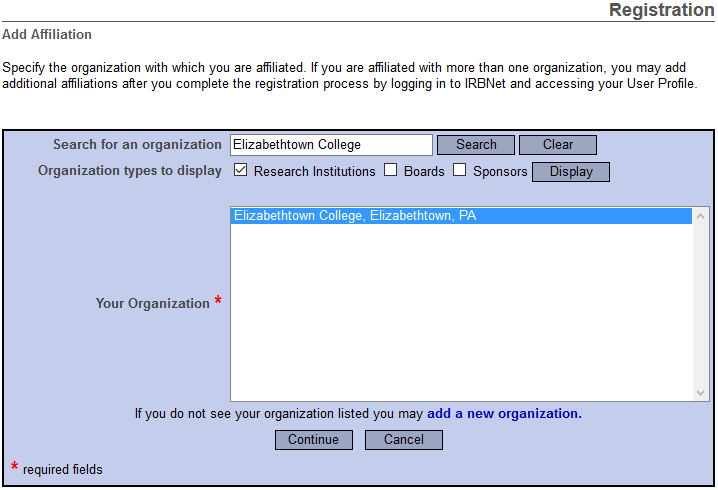 Registration
Add Affiliation
Specify the organization with which you are affiliated. If you are affiliated with more than one organization, you may add
additional affiliations after you complete the registration process by logging in to IRBNet and accessing your User Profile.
Search for an organization Elizabethtown College Search Clear
Organization types to display Research Institutions Boards Sponsors Display
Elizabethtown College, Elizabethtown, PA
Your Organization *
If you do not see your organization listed you may add a new organization.
Continue Cancel
* required fields